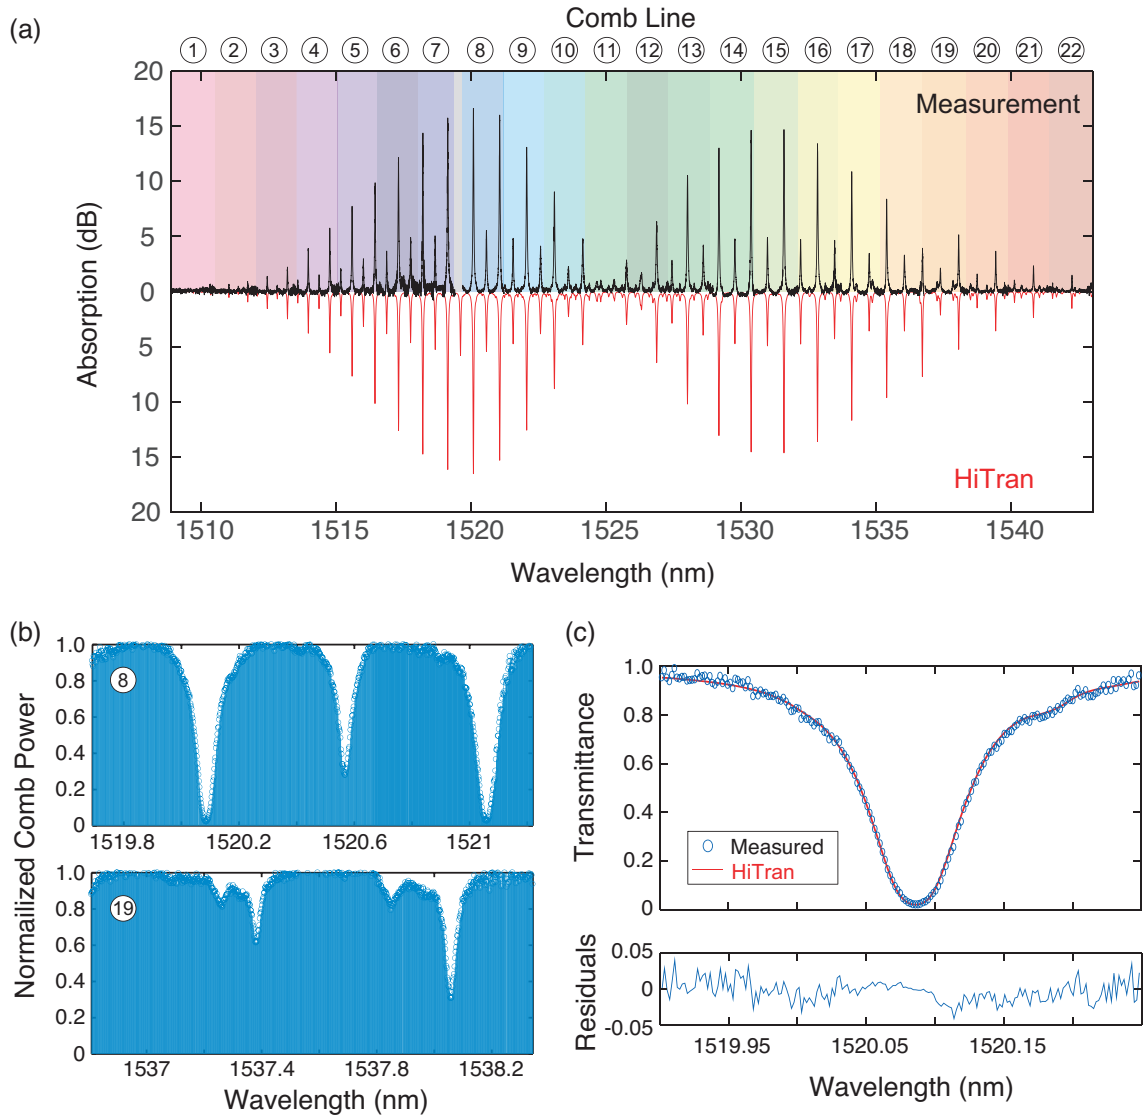 (a)
Comb Line
1 2 3 4 5 6 7 8 9 10 11 12 13 14 15 16 17 18 19 20 21 22
20
15
10
5
0
5
10
15
20
Absorption (dB)
Measurement
HiTran
1510 1515 1520 1525 1530 1535 1540
Wavelength (nm)
(b)
Normailized Comb Power
1.0
0.8
0.6
0.4
0.2
0
8
1519.8 1520.2 1520.6 1521
1.0
0.8
0.6
0.4
0.2
0
19
1537 1537.4 1537.8 1538.2
Wavelength (nm)
(c)
Transmittance
1.0
0.8
0.6
0.4
0.2
0
Measured
HiTran
Residuals
0.05
0
-0.05
1519.95 1520.05 1520.15
Wavelength (nm)